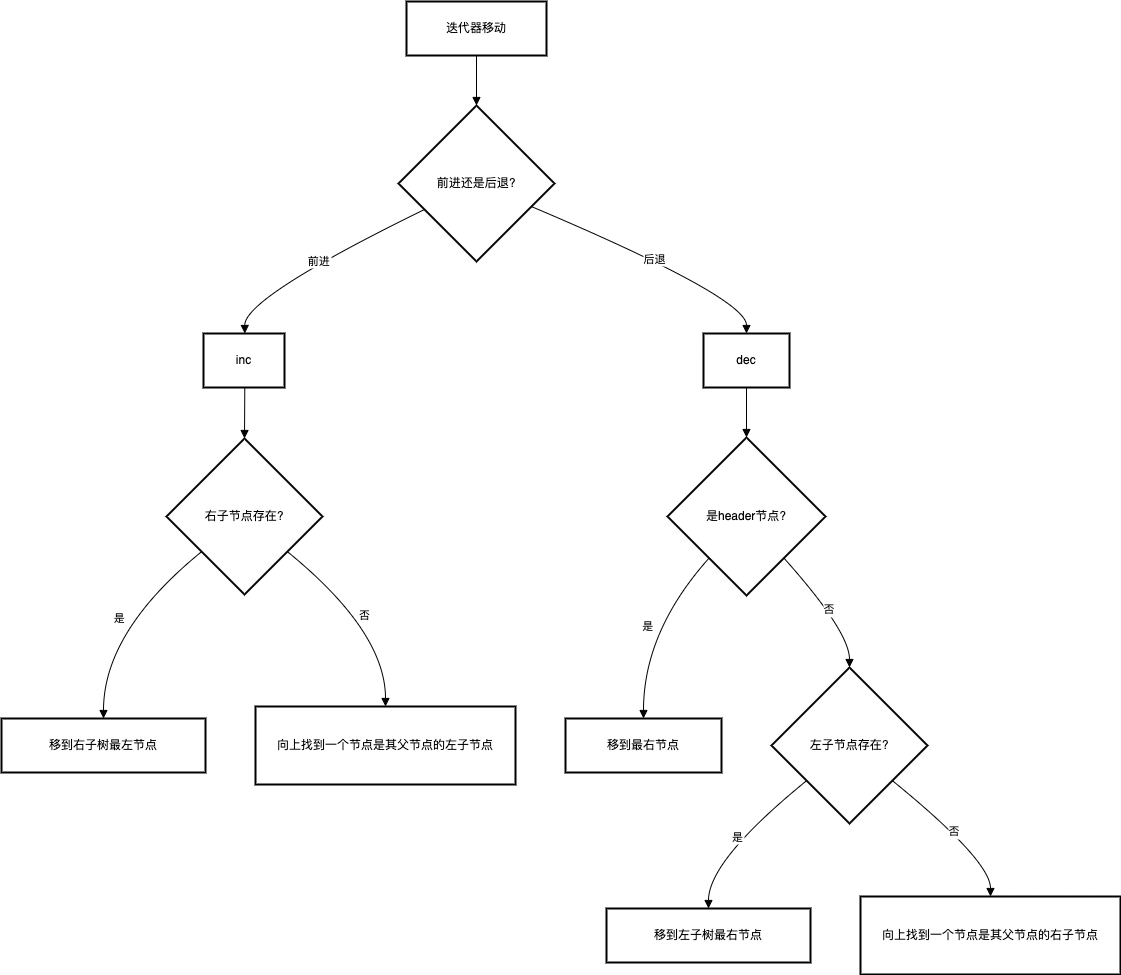 迭代器移动
前进还是后退?
前进
后退
inc
dec
右子节点存在?
是header节点?
是
否
是
否
移到右子树最左节点
向上找到一个节点是其父节点的左子节点
移到最右节点
左子节点存在?
是
否
移到左子树最右节点
向上找到一个节点是其父节点的右子节点